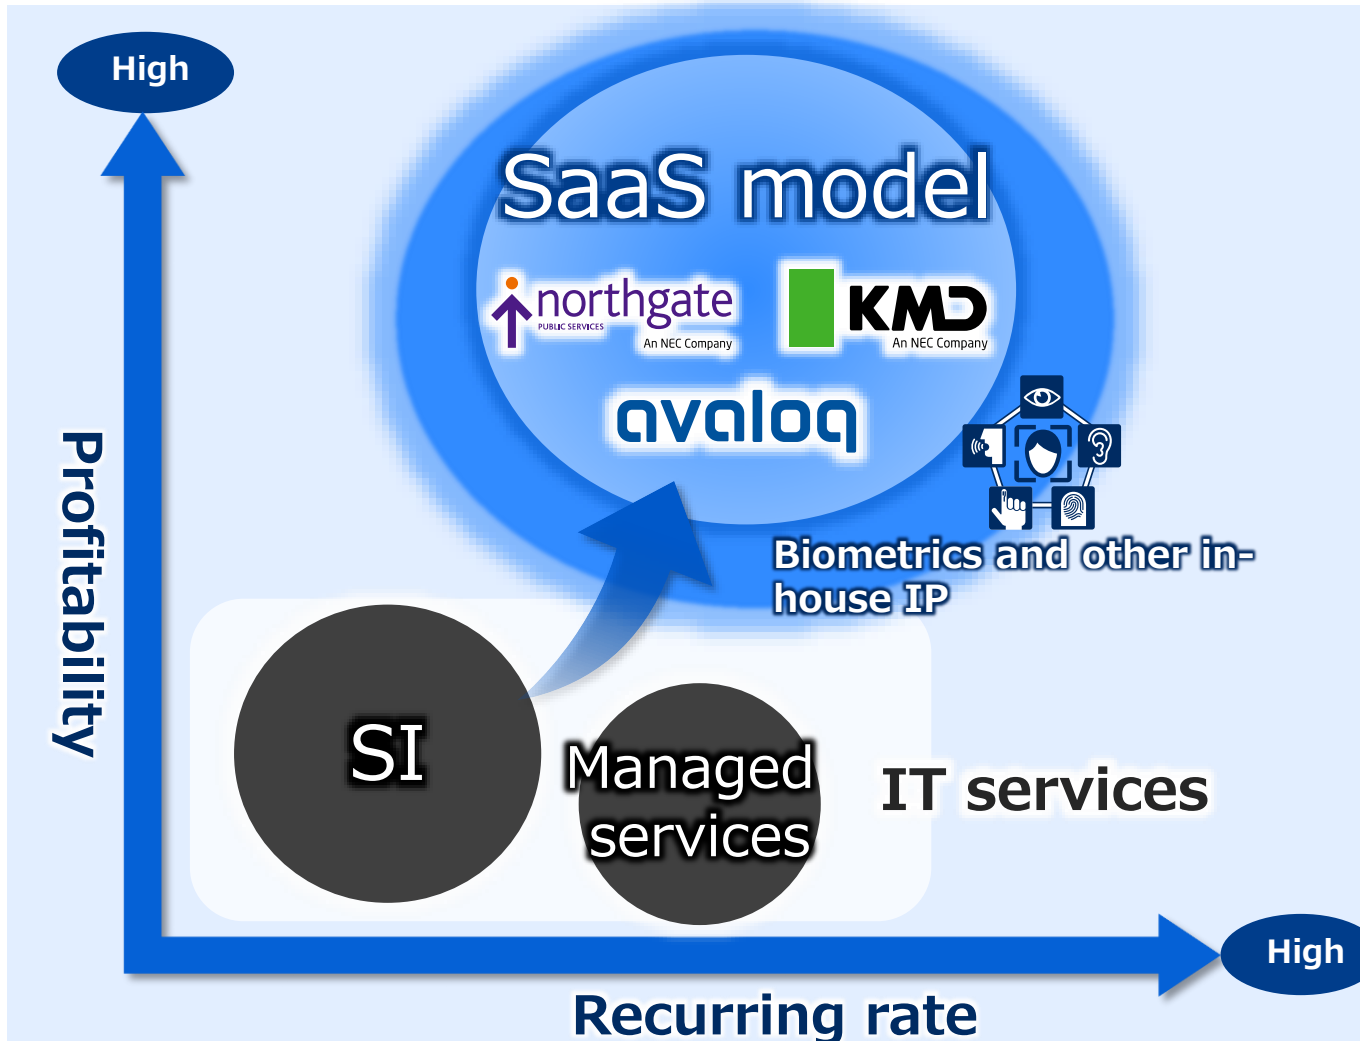 High
SaaS model
northgate
PUBLIC SERVICES
An NEC Company
KMD
An NEC Company
avaloq
Biometrics and other in-
house IP
Profitability
SI
Managed
services
IT services
High
Recurring rate